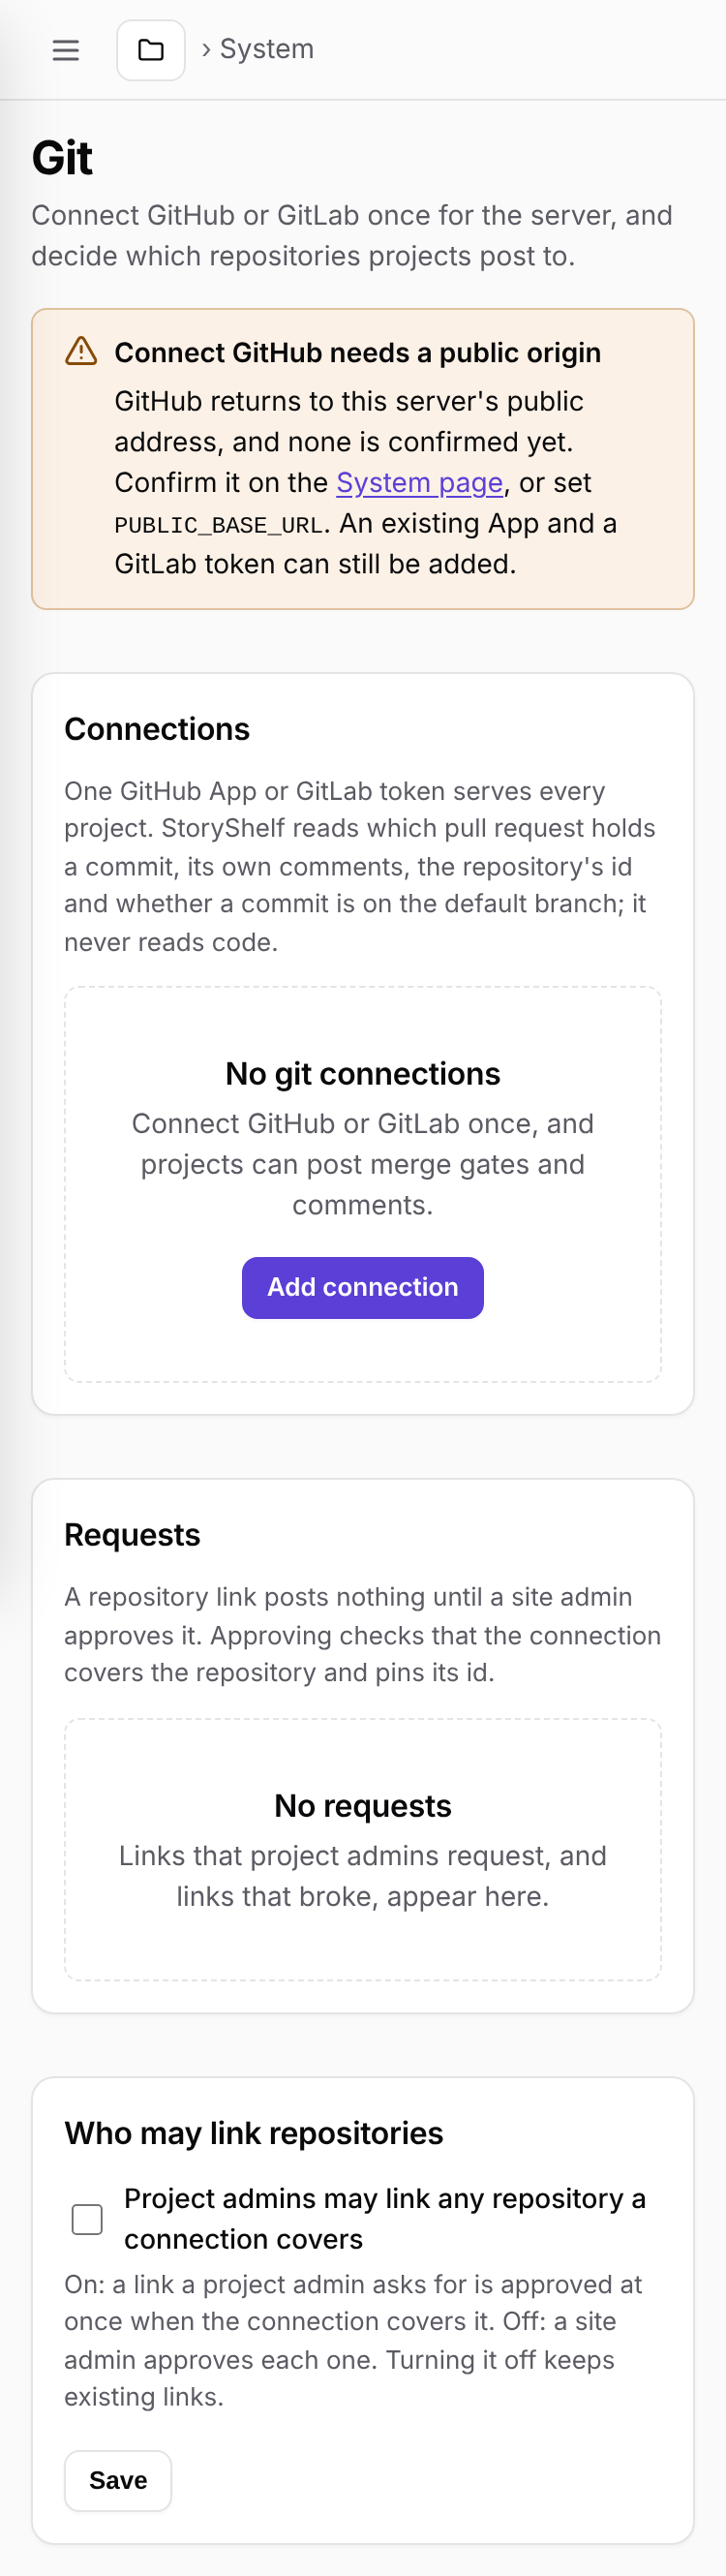 › System
Git
Connect GitHub or GitLab once for the server, and
decide which repositories projects post to.
Connect GitHub needs a public origin
GitHub returns to this server's public
address, and none is confirmed yet.
Confirm it on the System page, or set
PUBLIC_BASE_URL. An existing App and a
GitLab token can still be added.
Connections
One GitHub App or GitLab token serves every
project. StoryShelf reads which pull request holds
a commit, its own comments, the repository's id
and whether a commit is on the default branch; it
never reads code.
No git connections
Connect GitHub or GitLab once, and
projects can post merge gates and
comments.
Add connection
Requests
A repository link posts nothing until a site admin
approves it. Approving checks that the connection
covers the repository and pins its id.
No requests
Links that project admins request, and
links that broke, appear here.
Who may link repositories
Project admins may link any repository a
connection covers
On: a link a project admin asks for is approved at
once when the connection covers it. Off: a site
admin approves each one. Turning it off keeps
existing links.
Save